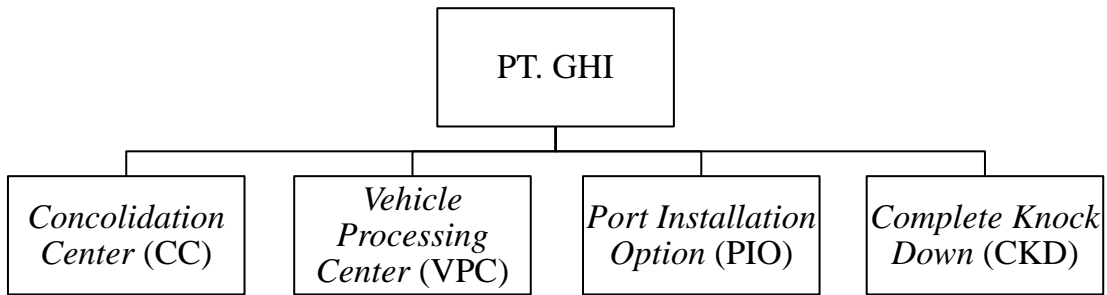 PT. GHI
Concolidation
Center (CC)
Vehicle
Processing
Center (VPC)
Port Installation
Option (PIO)
Complete Knock
Down (CKD)